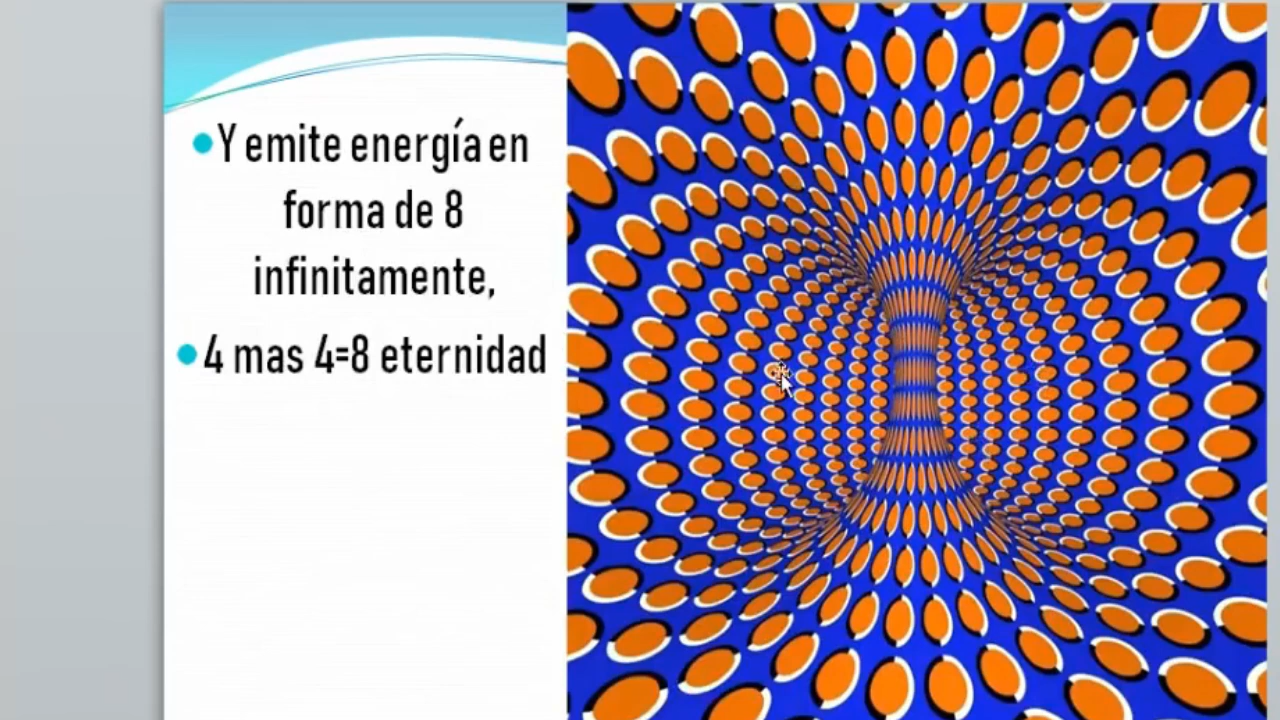 Y emite energía en
forma de 8
infinitamente,
4 mas 4=8 eternidad